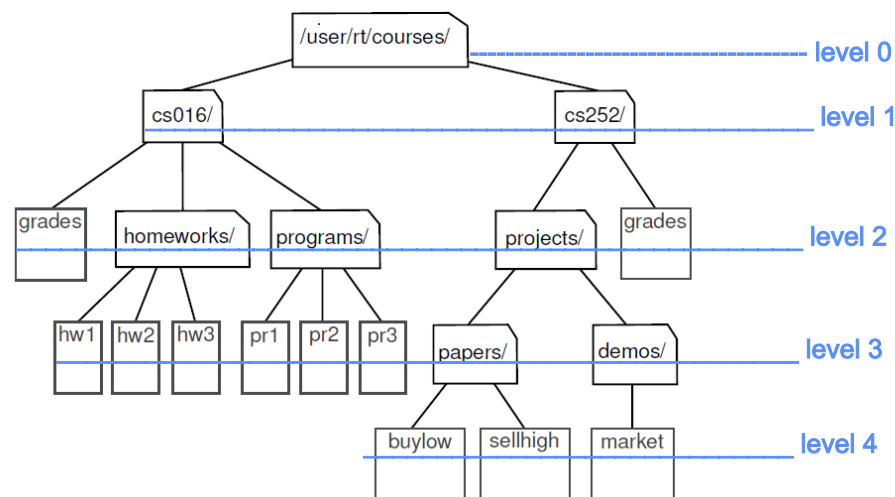 /user/rt/courses/
level 0
cs016/
cs252/
level 1
grades
homeworks/
programs/
projects/
grades
level 2
hw1
hw2
hw3
pr1
pr2
pr3
papers/
demos/
level 3
buylow
sellhigh
market
level 4